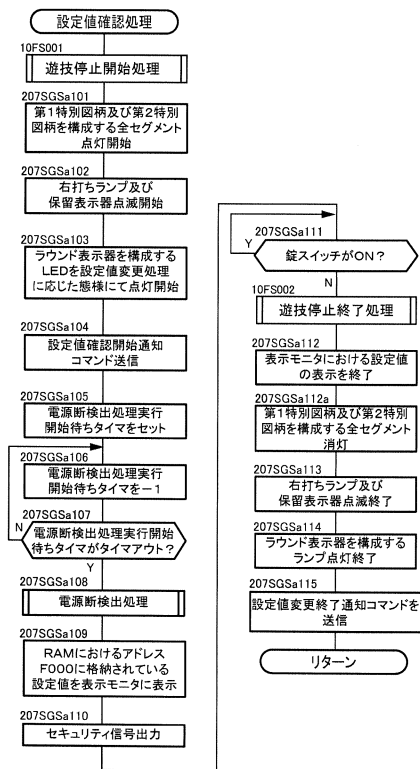 設定値確認処理
10FS001
遊技停止開始処理
207SGSa101
第1特別図柄及び第2特別
図柄を構成する全セグメント
点灯開始
207SGSa102
右打ちランプ及び
保留表示器点滅開始
207SGSa103
ラウンド表示器を構成する
LEDを設定値変更処理
に応じた態様にて点灯開始
207SGSa104
設定値確認開始通知
コマンド送信
207SGSa105
電源断検出処理実行
開始待ちタイマをセット
207SGSa106
電源断検出処理実行
開始待ちタイマを－1
207SGSa107
N
電源断検出処理実行開始
待ちタイマがタイムアウト？
Y
207SGSa108
電源断検出処理
207SGSa109
RAMにおけるアドレス
F000に格納されている
設定値を表示モニタに表示
207SGSa110
セキュリティ信号出力
207SGSa111
Y
錠スイッチがON？
N
10FS002
遊技停止終了処理
207SGSa112
表示モニタにおける設定値
の表示を終了
207SGSa112a
第1特別図柄及び第2特別
図柄を構成する全セグメント
消灯
207SGSa113
右打ちランプ及び
保留表示器点滅終了
207SGSa114
ラウンド表示器を構成する
ランプ点灯終了
207SGSa115
設定値変更終了通知コマンドを
送信
リターン